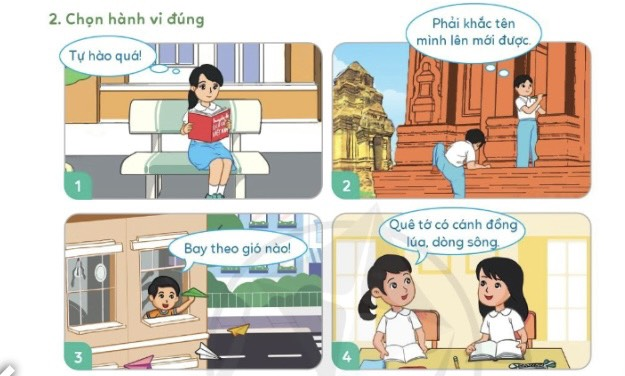 2. Chọn hành vi đúng
Tự hào quá!
1
Phải khắc tên
mình lên mới được.
2
Bay theo gió nào!
3
Quê tớ có cánh đồng
lúa, dòng sông.
4